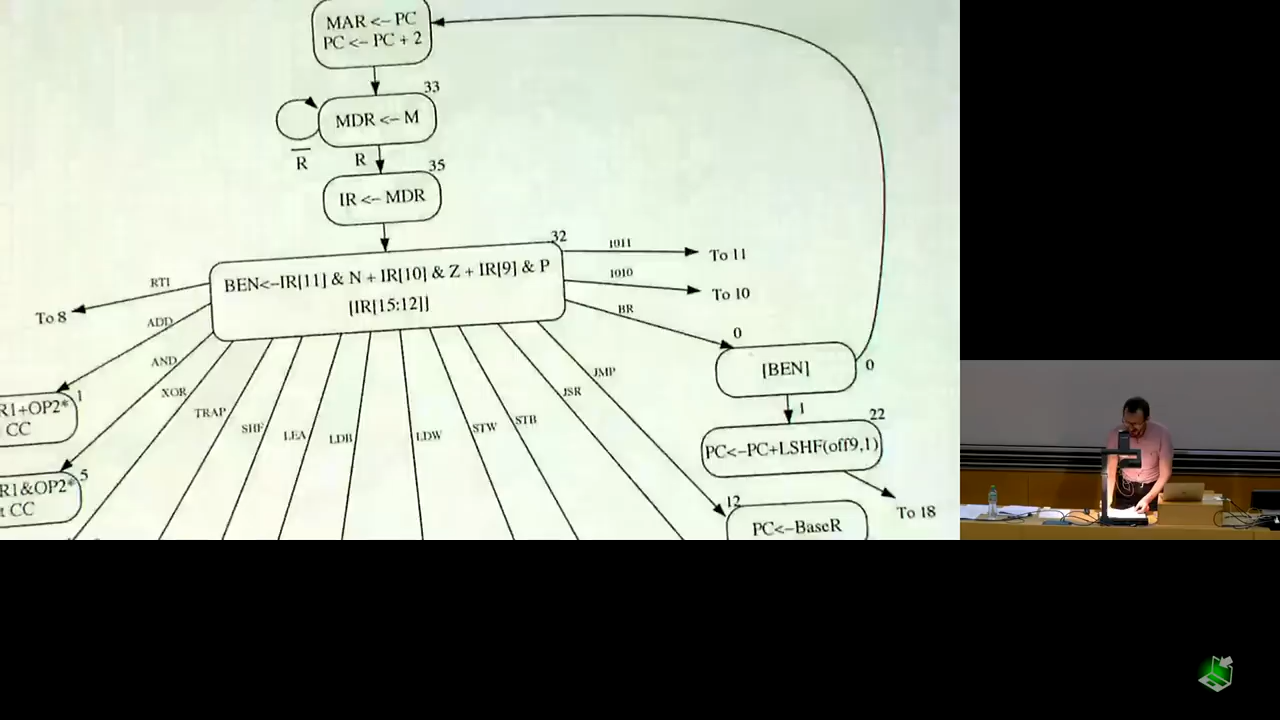 MAR <– PC
PC <– PC + 2
33
MDR <– M
R
R
35
IR <– MDR
32
BEN<–IR[11] & N + IR[10] & Z + IR[9] & P
[IR[15:12]]
1011
To 11
1010
To 10
BR
RTI
To 8
ADD
AND
XOR
TRAP
SHF
LEA
LDB
LDW
STW
STB
JSR
JMP
0
[BEN]
0
1
22
PC<–PC+LSHF(off9,1)
To 18
12
PC<–BaseR
1
R1+OP2*
CC
5
R1&OP2*
t CC